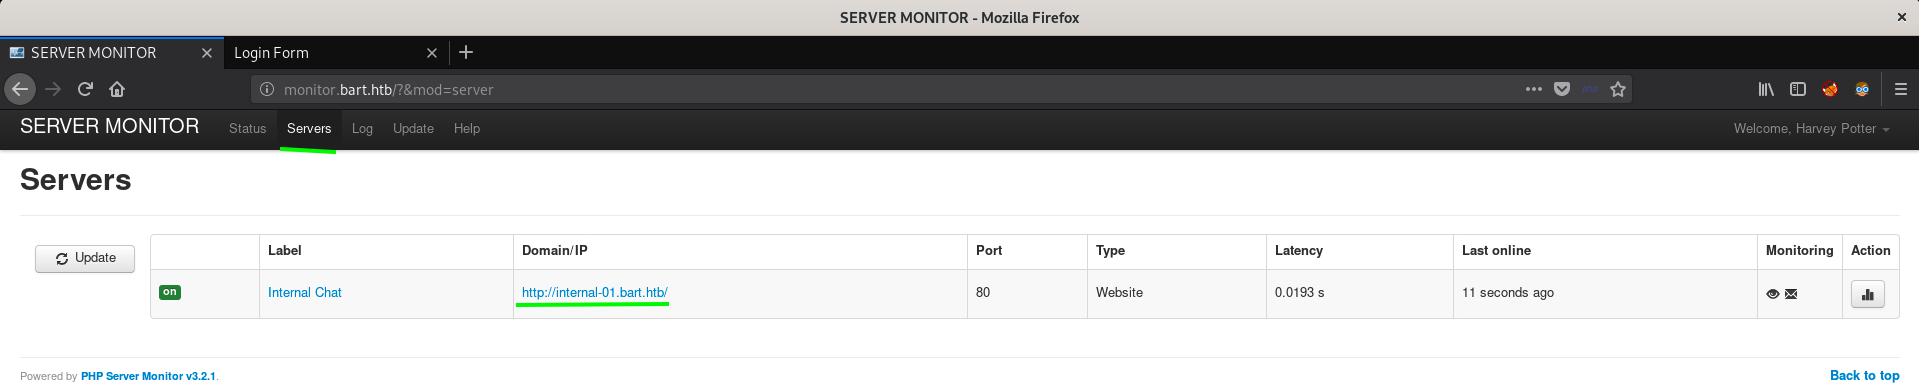 SERVER MONITOR - Mozilla Firefox
SERVER MONITOR Login Form
monitor.bart.htb/?&mod=server
SERVER MONITOR Status Servers Log Update Help Welcome, Harvey Potter
Servers
Update
Label Domain/IP Port Type Latency Last online Monitoring Action
on Internal Chat http://internal-01.bart.htb/ 80 Website 0.0193 s 11 seconds ago
Powered by PHP Server Monitor v3.2.1. Back to top